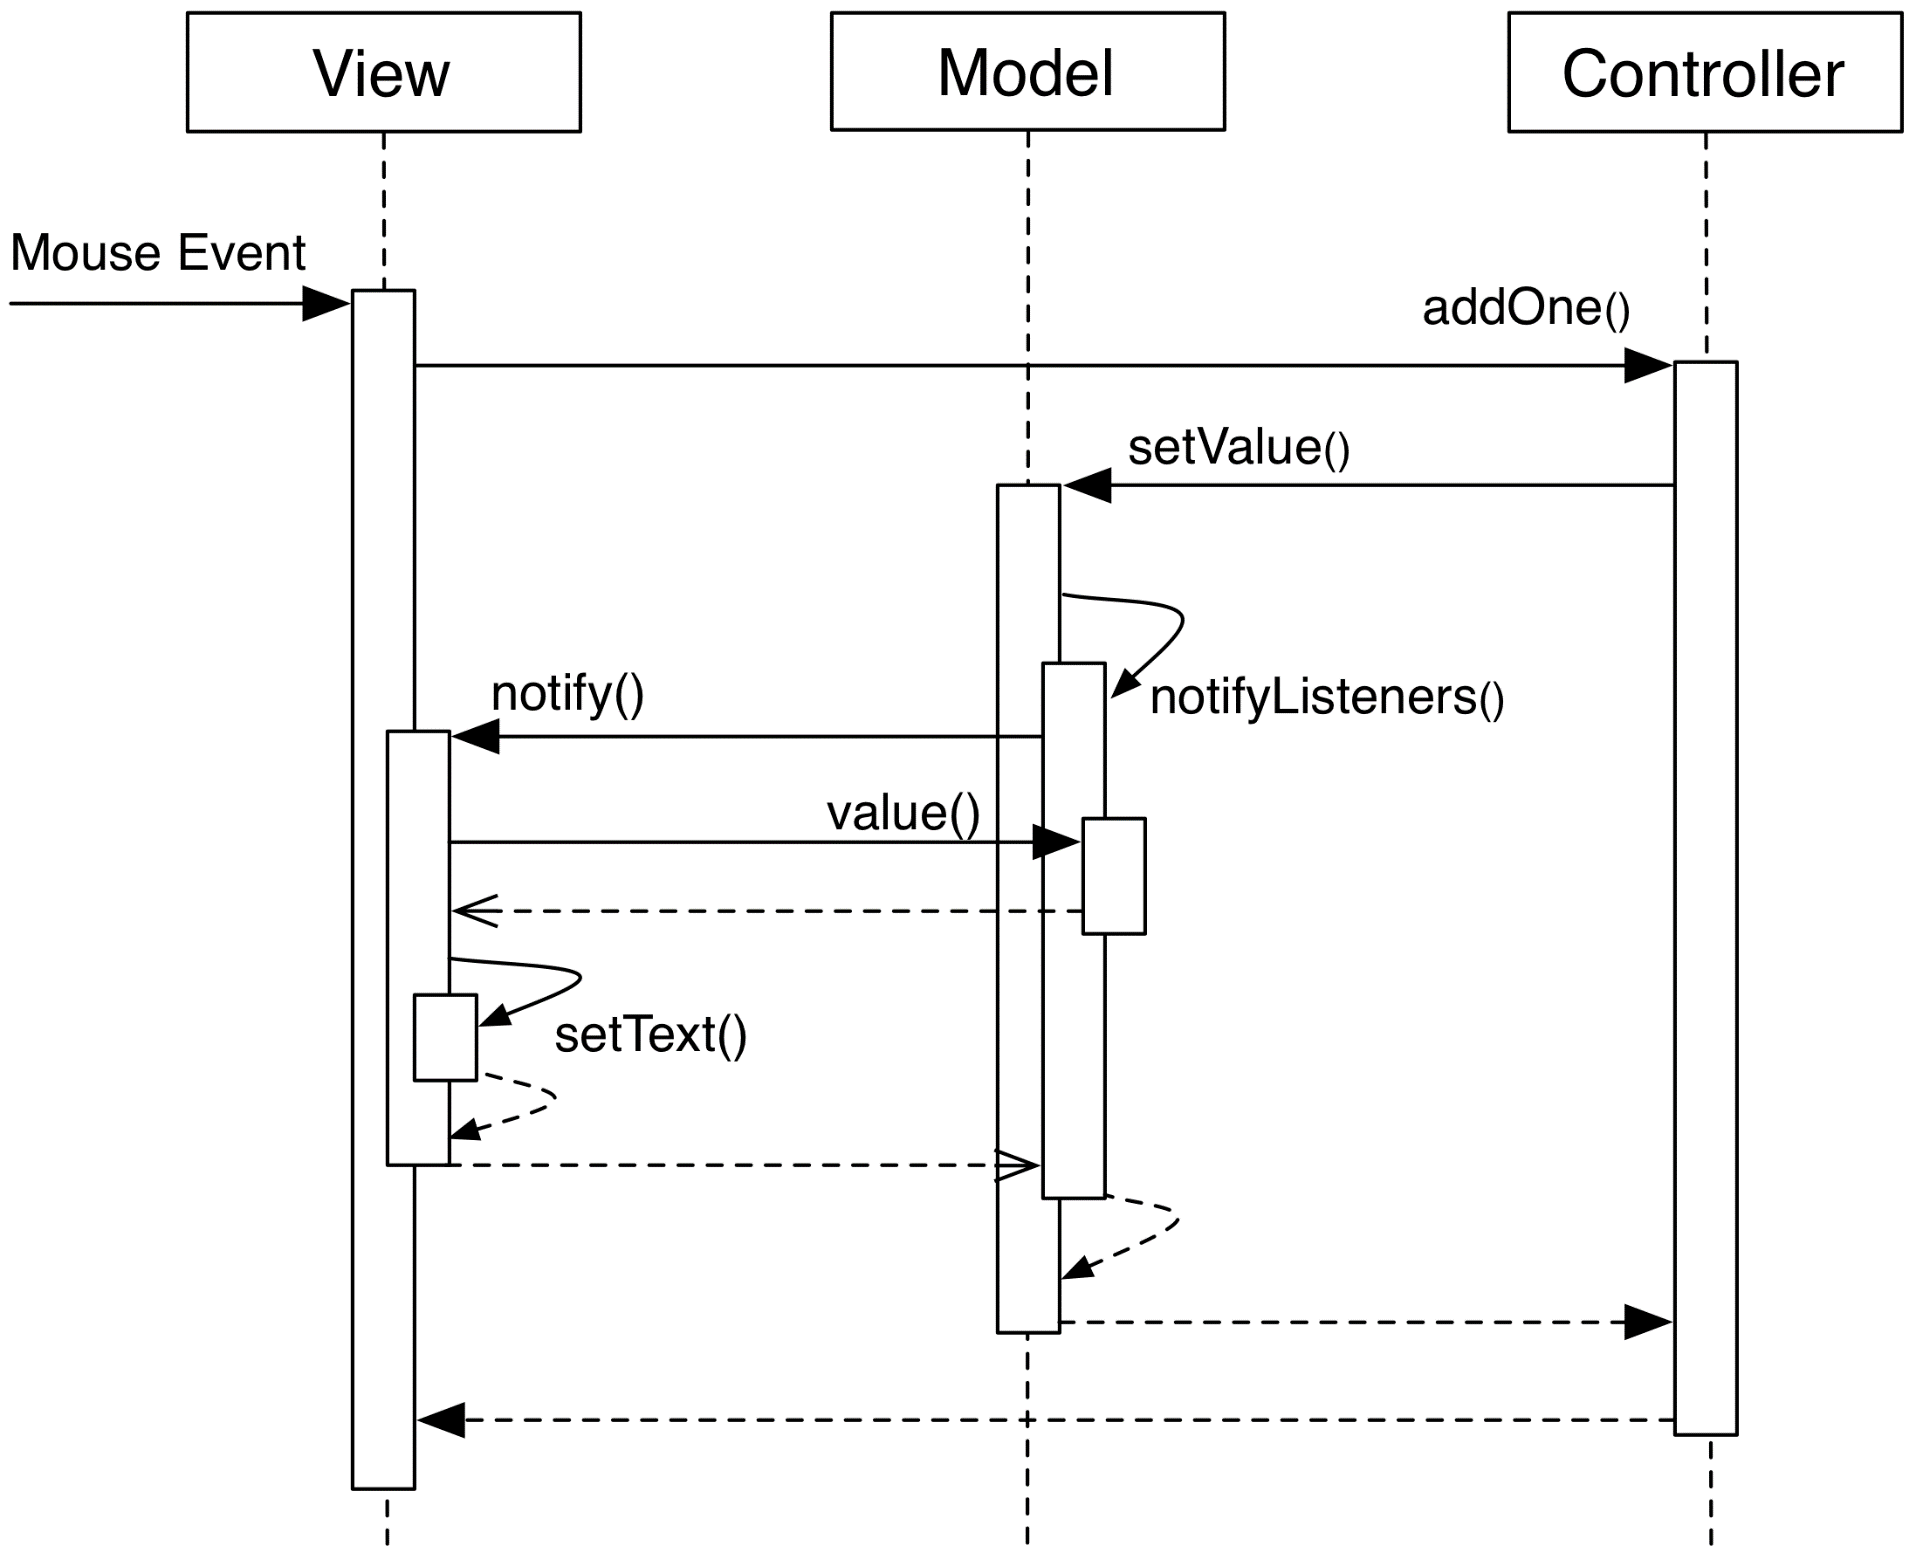 View
Model
Controller
Mouse Event
addOne()
setValue()
notify()
notifyListeners()
value()
setText()